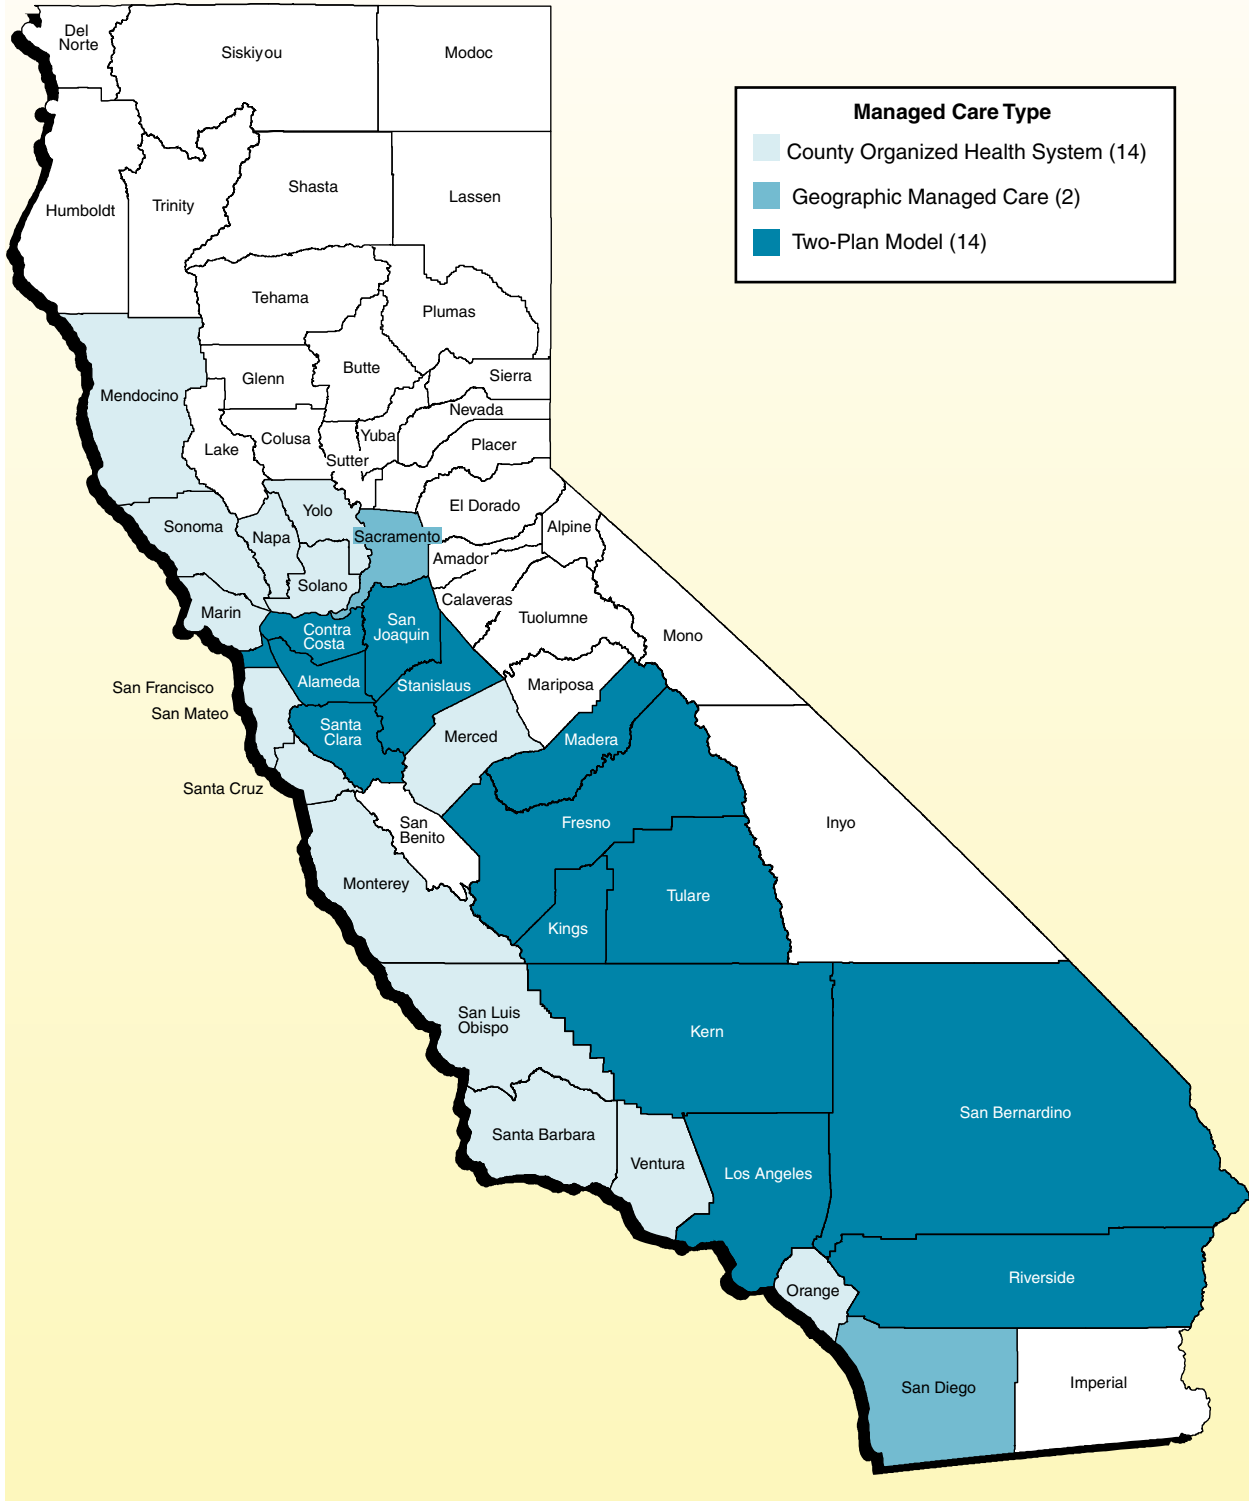 Del
Norte
Siskiyou
Modoc
Managed Care Type
County Organized Health System (14)
Geographic Managed Care (2)
Two-Plan Model (14)
Humboldt
Trinity
Shasta
Lassen
Tehama
Plumas
Mendocino
Glenn
Butte
Sierra
Nevada
Lake
Colusa
Sutter
Yuba
Placer
Sonoma
Napa
Yolo
Sacramento
El Dorado
Alpine
Amador
Solano
Marin
Calaveras
Tuolumne
Mono
Contra
Costa
San
Joaquin
San Francisco
San Mateo
Alameda
Stanislaus
Mariposa
Santa
Clara
Merced
Madera
Santa Cruz
San
Benito
Fresno
Inyo
Monterey
Kings
Tulare
San Luis
Obispo
Kern
San Bernardino
Santa Barbara
Ventura
Los Angeles
Orange
Riverside
San Diego
Imperial